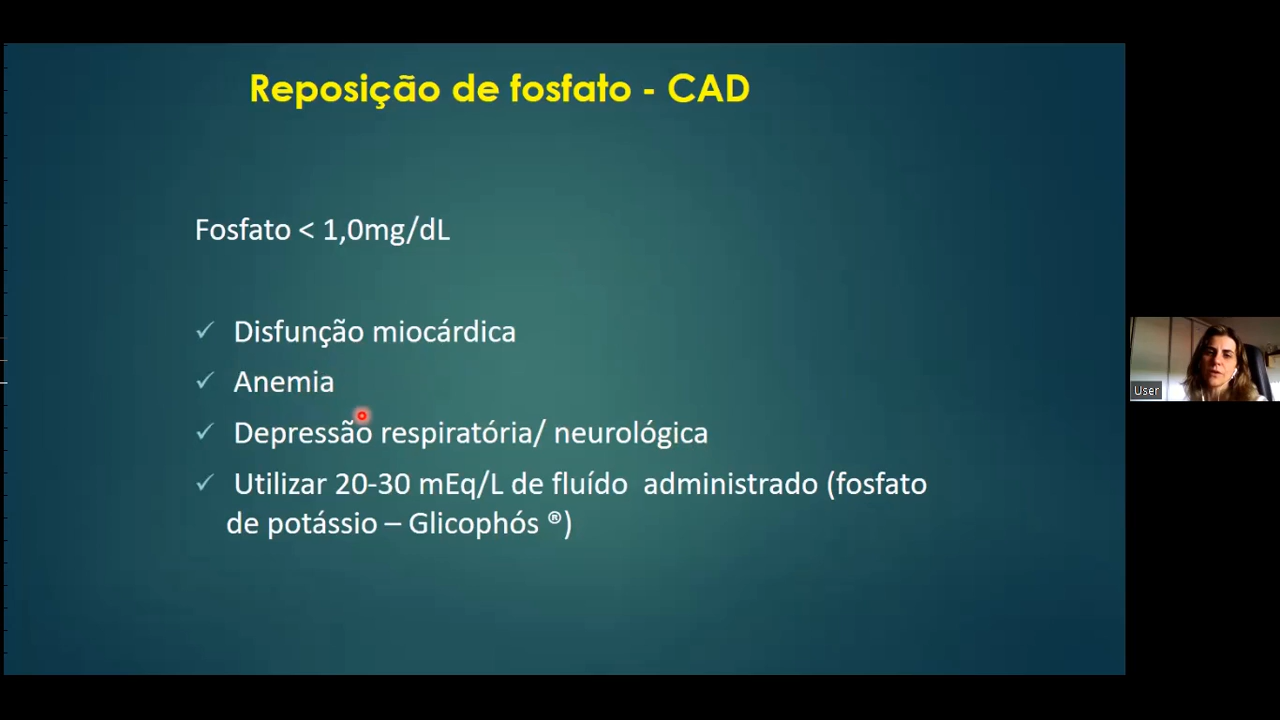 Reposição de fosfato - CAD
Fosfato < 1,0mg/dL
✓ Disfunção miocárdica
✓ Anemia
✓ Depressão respiratória/ neurológica
✓ Utilizar 20-30 mEq/L de fluído administrado (fosfato
de potássio – Glicophós ®)
User